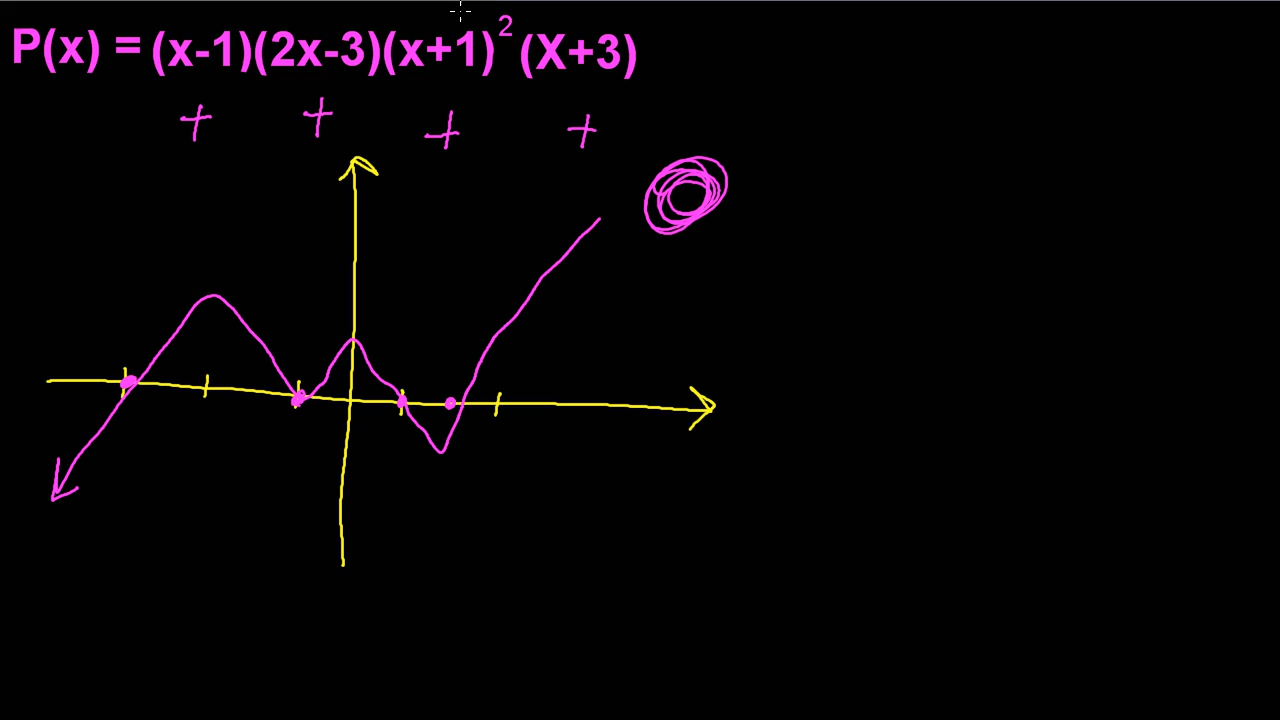 P(x) = (x-1)(2x-3)(x+1)² (X+3)
+ + + +